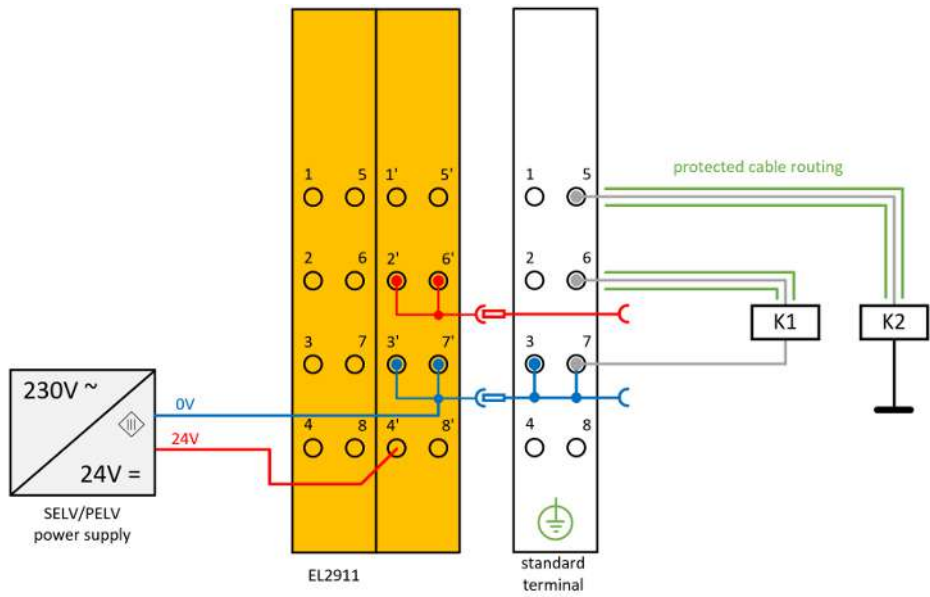 protected cable routing
1 5 1' 5' 1 5
2 6 2' 6' 2 6
K1 K2
3 7 3' 7' 3 7
230V ~
0V
4 8 4' 8' 4 8
24V
24V =
III
SELV/PELV
power supply
EL2911
standard
terminal